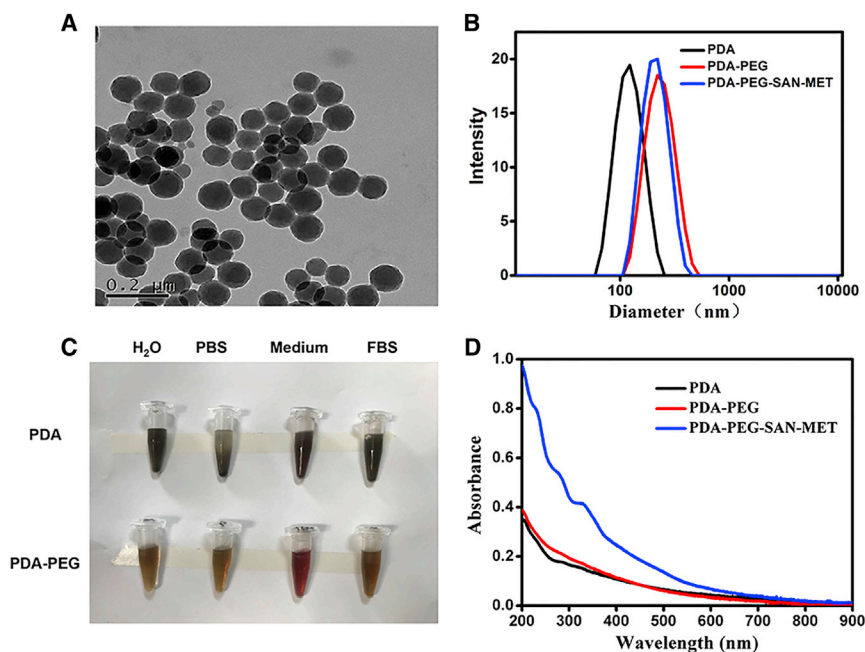 A
0.2 μm
B
Intensity
20
15
10
5
0
PDA
PDA-PEG
PDA-PEG-SAN-MET
100
1000
10000
Diameter（nm）
C
H₂O
PBS
Medium
FBS
PDA
PDA-PEG
D
Absorbance
1.0
0.8
0.6
0.4
0.2
0.0
PDA
PDA-PEG
PDA-PEG-SAN-MET
200
300
400
500
600
700
800
900
Wavelength (nm)